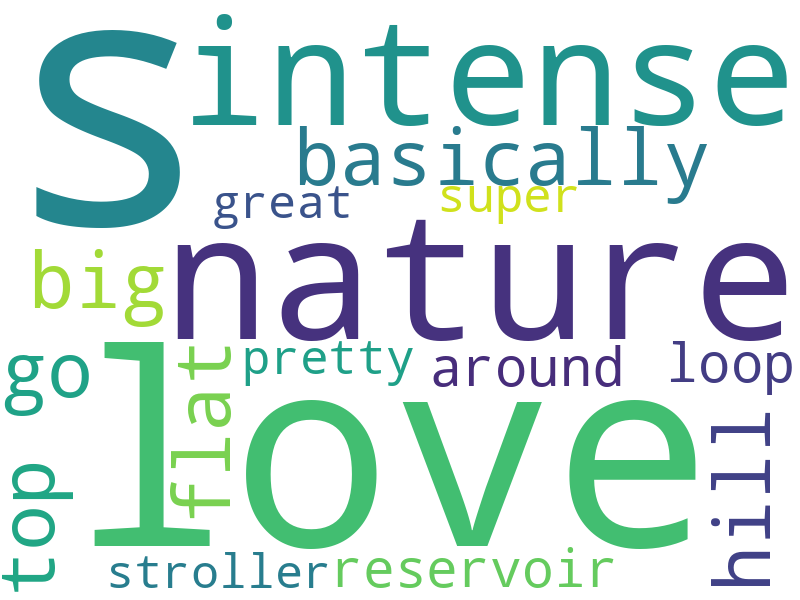 s
intense
basically
great
super
nature
big
love
go
flat
pretty
around
loop
top
hill
stroller
reservoir